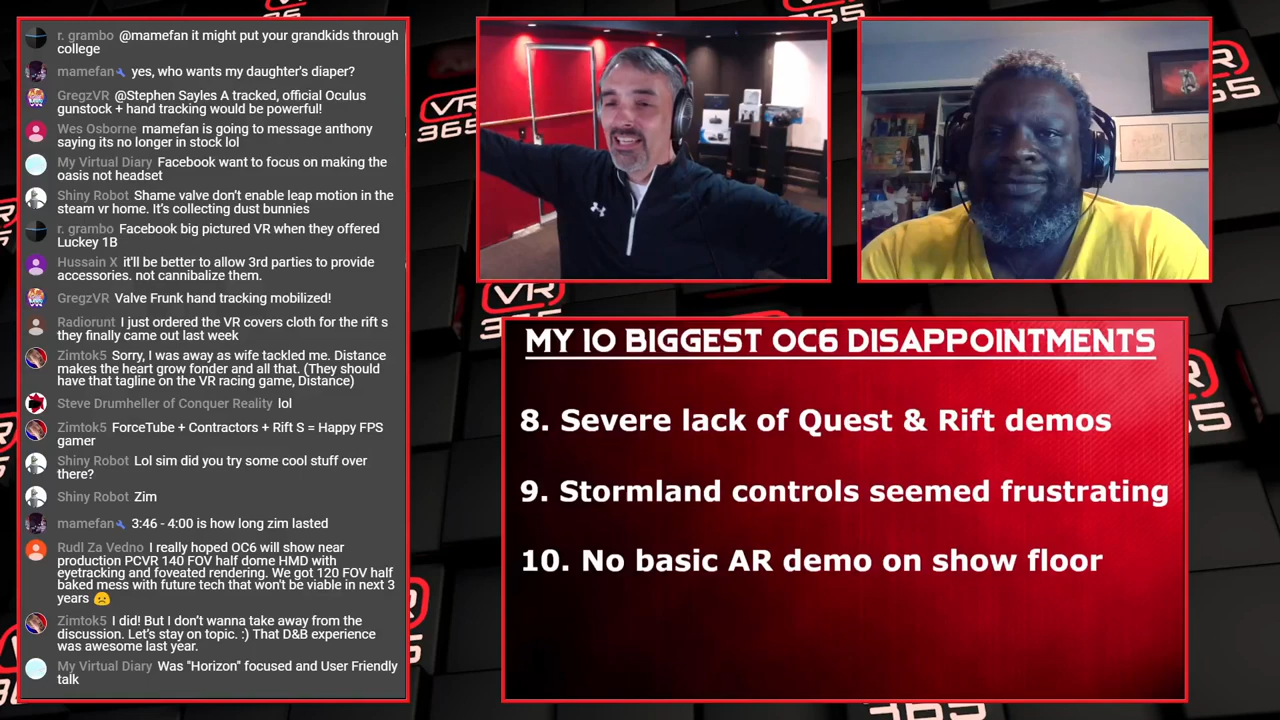 r. grambo @mamefan it might put your grandkids through
college
mamefan yes, who wants my daughter's diaper?
GregzVR @Stephen Sayles A tracked, official Oculus
gunstock + hand tracking would be powerful!
Wes Osborne mamefan is going to message anthony
saying its no longer in stock lol
My Virtual Diary Facebook want to focus on making the
oasis not headset
Shiny Robot Shame valve don't enable leap motion in the
steam vr home. It's collecting dust bunnies
r. grambo Facebook big pictured VR when they offered
Luckey 1B
Hussain X it'll be better to allow 3rd parties to provide
accessories. not cannibalize them.
GregzVR Valve Frunk hand tracking mobilized!
Radiorunt I just ordered the VR covers cloth for the rift s
they finally came out last week
Zimtok5 Sorry, I was away as wife tackled me. Distance
makes the heart grow fonder and all that. (They should
have that tagline on the VR racing game, Distance)
Steve Drumheller of Conquer Reality lol
Zimtok5 ForceTube + Contractors + Rift S = Happy FPS
gamer
Shiny Robot Lol sim did you try some cool stuff over
there?
Shiny Robot Zim
mamefan 3:46 - 4:00 is how long zim lasted
Rudl Za Vedno I really hoped OC6 will show near
production PCVR 140 FOV half dome HMD with
eyetracking and foveated rendering. We got 120 FOV half
baked mess with future tech that won't be viable in next 3
years
Zimtok5 I did! But I don't wanna take away from the
discussion. Let's stay on topic. :) That D&B experience
was awesome last year.
My Virtual Diary Was "Horizon" focused and User Friendly
talk
VR
365
VR
365
MY 10 BIGGEST OC6 DISAPPOINTMENTS
8. Severe lack of Quest & Rift demos
9. Stormland controls seemed frustrating
10. No basic AR demo on show floor
365